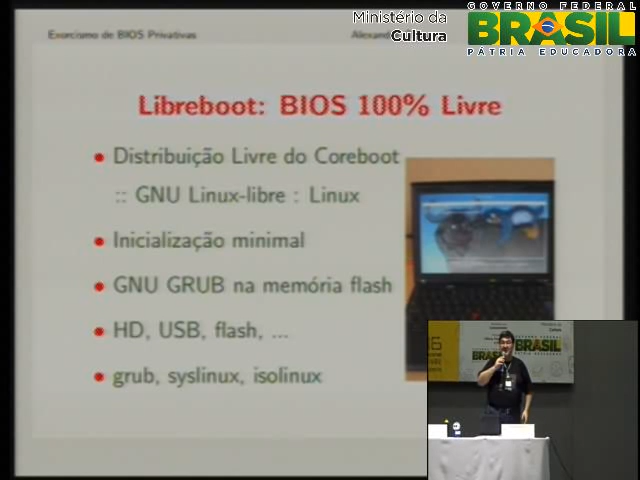 Exorcismo de BIOS Privativas
Ministério da
Cultura
GOVERNO FEDERAL
BRASIL
PÁTRIA EDUCADORA
Libreboot: BIOS 100% Livre
Distribuição Livre do Coreboot
:: GNU Linux-libre : Linux
Inicialização minimal
GNU GRUB na memória flash
HD, USB, flash, ...
grub, syslinux, isolinux
BRASIL
BRASIL